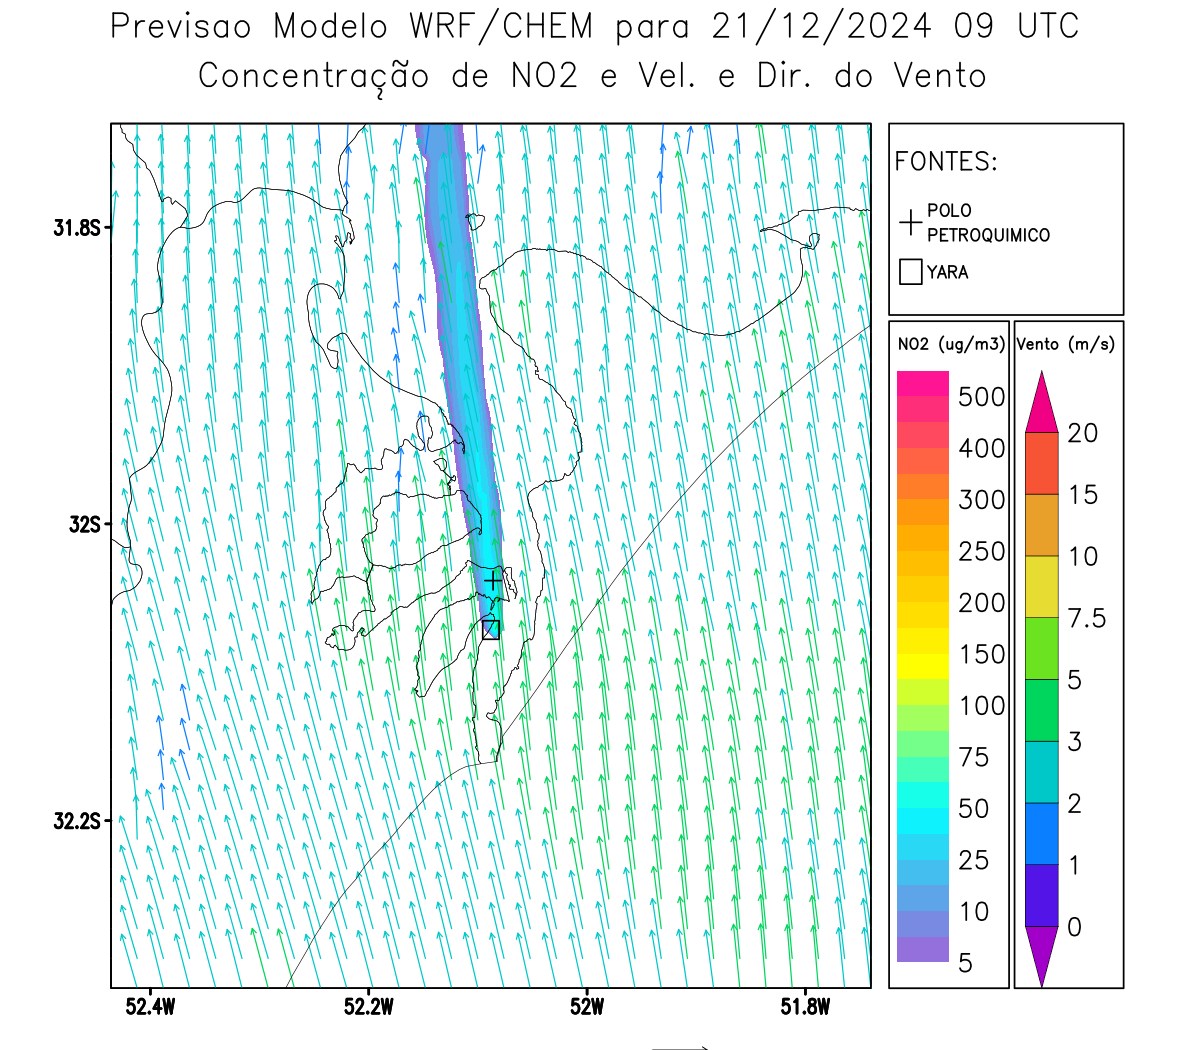 Previsao Modelo WRF/CHEM para 21/12/2024 09 UTC
Concentração de NO2 e Vel. e Dir. do Vento
FONTES:
POLO
PETROQUIMICO
YARA
31.8S
32S
32.2S
52.4W
52.2W
52W
51.8W
NO2 (ug/m3)
500
400
300
250
200
150
100
75
50
25
10
5
Vento (m/s)
20
15
10
7.5
5
3
2
1
0